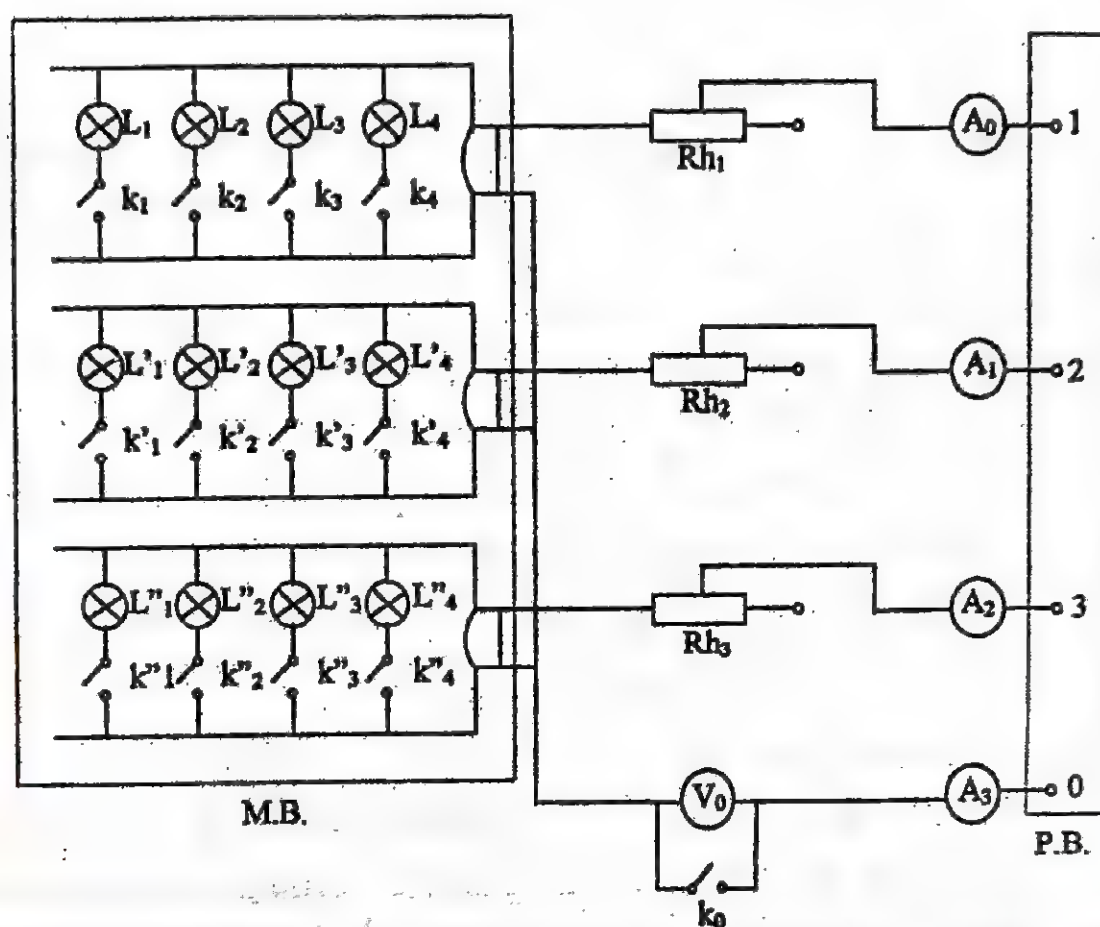 L₁ L₂ L₃ L₄
k₁ k₂ k₃ k₄
Rh₁
A₀ 1
L'₁ L'₂ L'₃ L'₄
k'₁ k'₂ k'₃ k'₄
Rh₂
A₁ 2
L"₁ L"₂ L"₃ L"₄
k"1 k"₂ k"₃ k"₄
Rh₃
A₂ 3
M.B.
V₀
A₃ 0
k₀
P.B.